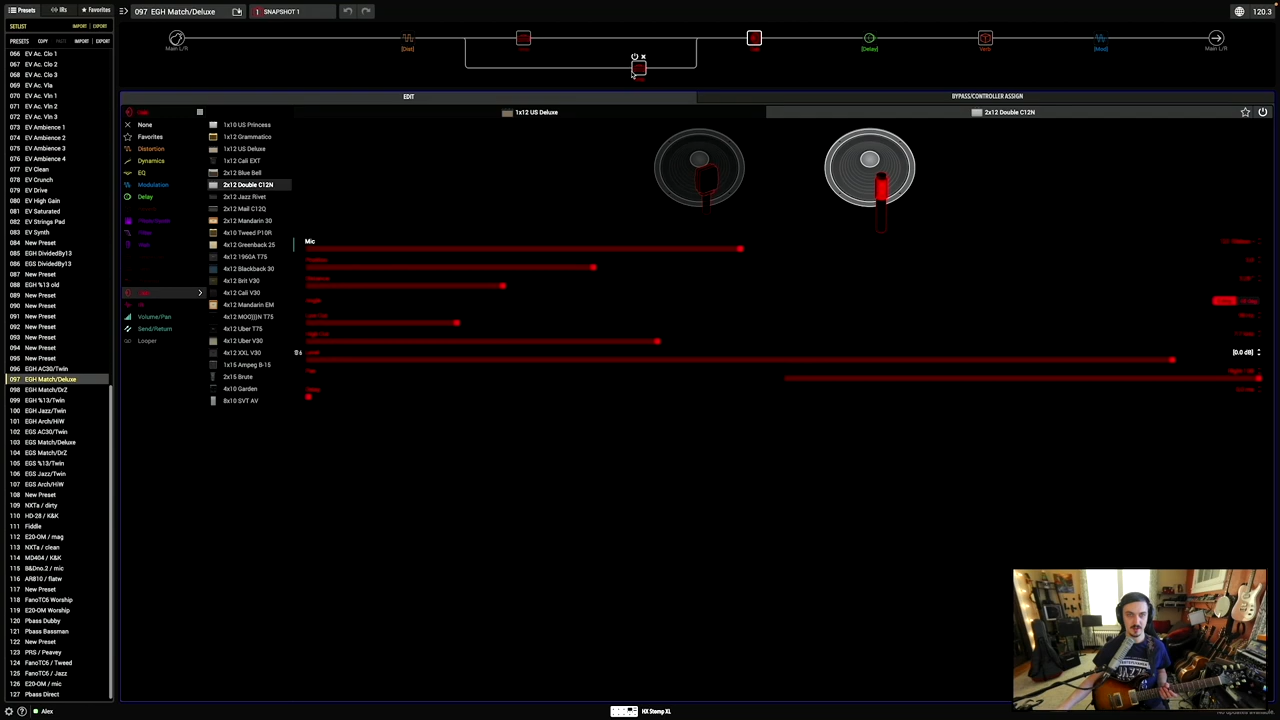 Presets IRs Favorites 097 EGH Match/Deluxe 1 SNAPSHOT 1 120.3
SETLIST IMPORT EXPORT
PRESETS COPY PASTE IMPORT EXPORT
Main L/R [Dist] [Delay] Verb [Mod] Main L/R
EDIT BYPASS/CONTROLLER ASSIGN
1x12 US Deluxe 2x12 Double C12N
066 EV Ac. Clo 1
067 EV Ac. Clo 2
068 EV Ac. Clo 3
069 EV Ac. Vla
070 EV Ac. Vln 1
071 EV Ac. Vln 2
072 EV Ac. Vln 3
073 EV Ambience 1
074 EV Ambience 2
075 EV Ambience 3
076 EV Ambience 4
077 EV Clean
078 EV Crunch
079 EV Drive
080 EV High Gain
081 EV Saturated
082 EV Strings Pad
083 EV Synth
084 New Preset
085 EGH DividedBy13
086 EGS DividedBy13
087 New Preset
088 EGH %13 old
089 New Preset
090 New Preset
091 New Preset
092 New Preset
093 New Preset
094 New Preset
095 New Preset
096 EGH AC30/Twin
097 EGH Match/Deluxe
098 EGH Match/DrZ
099 EGH %13/Twin
100 EGH Jazz/Twin
101 EGH Arch/HiW
102 EGS AC30/Twin
103 EGS Match/Deluxe
104 EGS Match/DrZ
105 EGS %13/Twin
106 EGS Jazz/Twin
107 EGS Arch/HiW
108 New Preset
109 NXTa / dirty
110 HD-28 / K&K
111 Fiddle
112 E20-OM / mag
113 NXTa / clean
114 MD404 / K&K
115 B&Dno.2 / mic
116 AR810 / flatw
117 New Preset
118 FanoTC6 Worship
119 E20-OM Worship
120 Pbass Dubby
121 Pbass Bassman
122 New Preset
123 PRS / Peavey
124 FanoTC6 / Tweed
125 FanoTC6 / Jazz
126 E20-OM / mic
127 Pbass Direct
None
Favorites
Distortion
Dynamics
EQ
Modulation
Delay
Volume/Pan
Send/Return
Looper
1x10 US Princess
1x12 Grammatico
1x12 US Deluxe
1x12 Cali EXT
2x12 Blue Bell
2x12 Double C12N
2x12 Jazz Rivet
2x12 Mail C12Q
2x12 Mandarin 30
4x10 Tweed P10R
4x12 Greenback 25
4x12 1960A T75
4x12 Blackback 30
4x12 Brit V30
4x12 Cali V30
4x12 Mandarin EM
4x12 MOO)))N T75
4x12 Uber T75
4x12 Uber V30
4x12 XXL V30
1x15 Ampeg B-15
2x15 Brute
4x10 Garden
8x10 SVT AV
Mic
6
[0.0 dB]
Alex HX Stomp XL